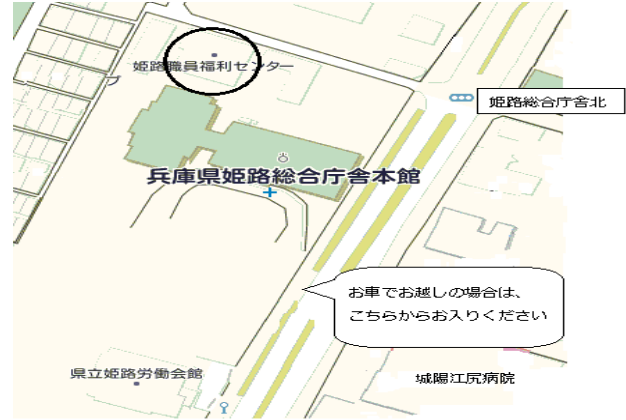 姫路職員福利センター
姫路総合庁舎北
兵庫県姫路総合庁舎本館
お車でお越しの場合は、
こちらからお入りください
県立姫路労働会館
城陽江尻病院